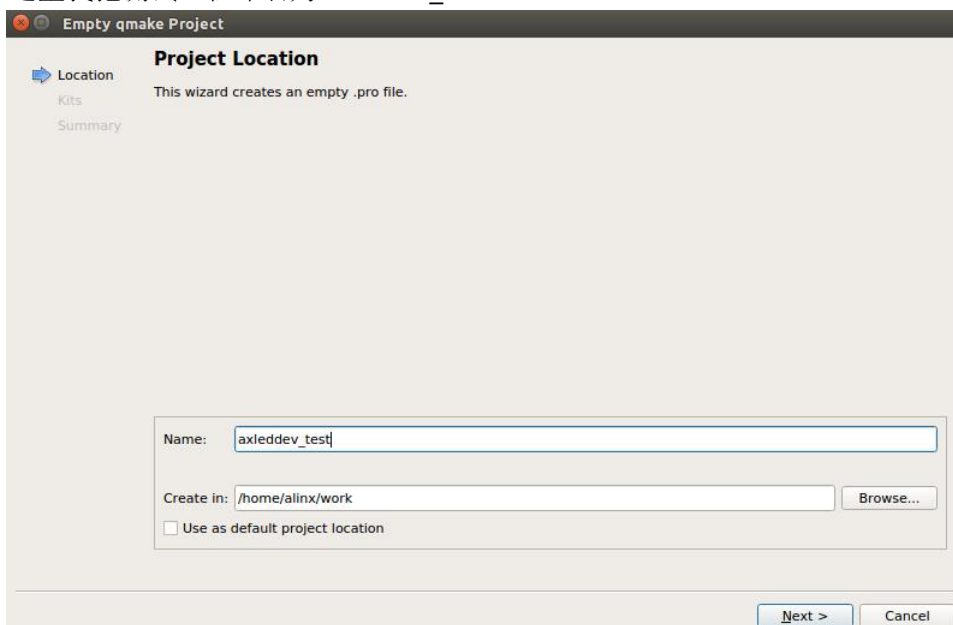 Empty qmake Project
Project Location
Location
This wizard creates an empty .pro file.
Kits
Summary
Name: axleddev_test
Create in: /home/alinx/work Browse...
Use as default project location
Next > Cancel